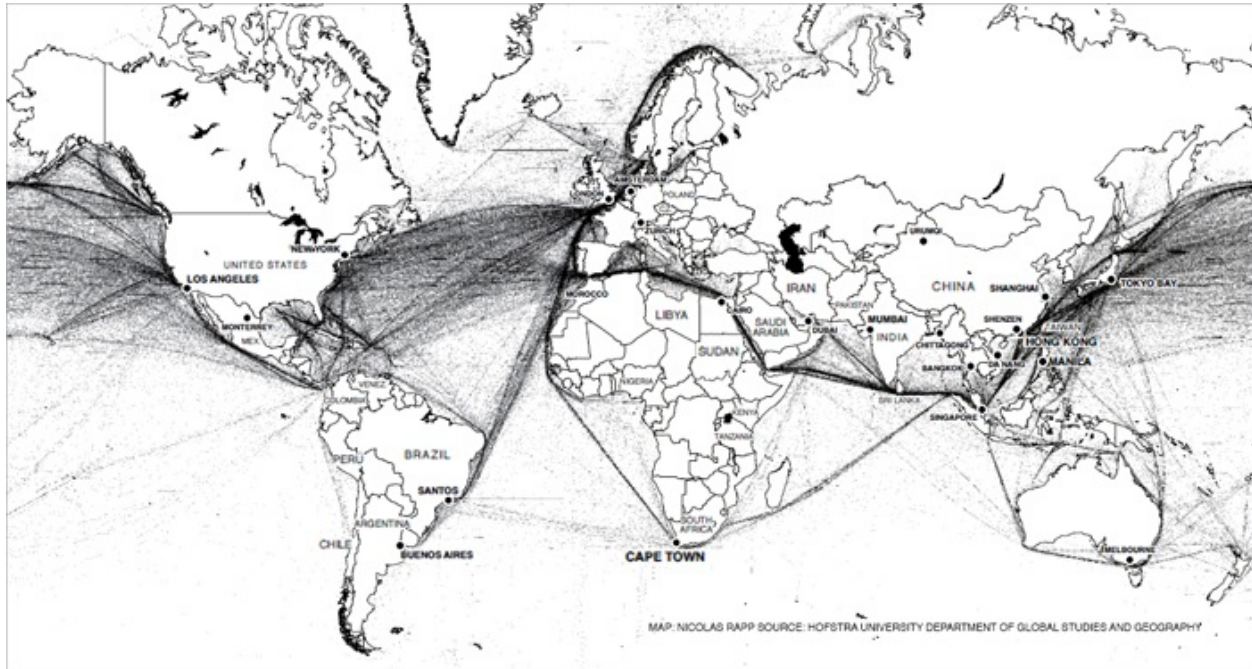 AMSTERDAM
LONDON
POLAND
ZURICH
URUMQI
NEW YORK
UNITED STATES
LOS ANGELES
MONTERREY
MEX.
MOROCCO
LIBYA
CAIRO
SAUDI
ARABIA
IRAN
PAKISTAN
DUBAI
MUMBAI
INDIA
CHINA
SHANGHAI
TOKYO BAY
SHENZEN
TAIWAN
HONG KONG
CHITTAGONG
DA NANG
MANILA
BANGKOK
SUDAN
NIGERIA
VENEZ.
COLOMBIA
SRI LANKA
SINGAPORE
KENYA
TANZANIA
BRAZIL
PERU
SANTOS
ARGENTINA
CHILE
BUENOS AIRES
SOUTH
AFRICA
CAPE TOWN
MELBOURNE
MAP: NICOLAS RAPP SOURCE: HOFSTRA UNIVERSITY DEPARTMENT OF GLOBAL STUDIES AND GEOGRAPHY